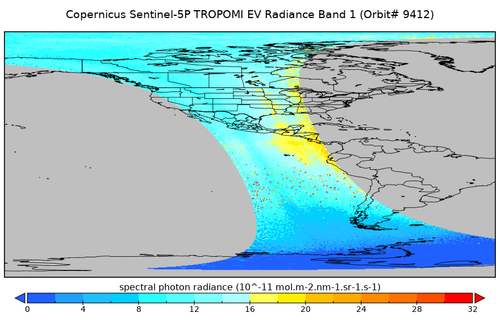 Copernicus Sentinel-5P TROPOMI EV Radiance Band 1 (Orbit# 9412)
spectral photon radiance (10^-11 mol.m-2.nm-1.sr-1.s-1)
0 4 8 12 16 20 24 28 32